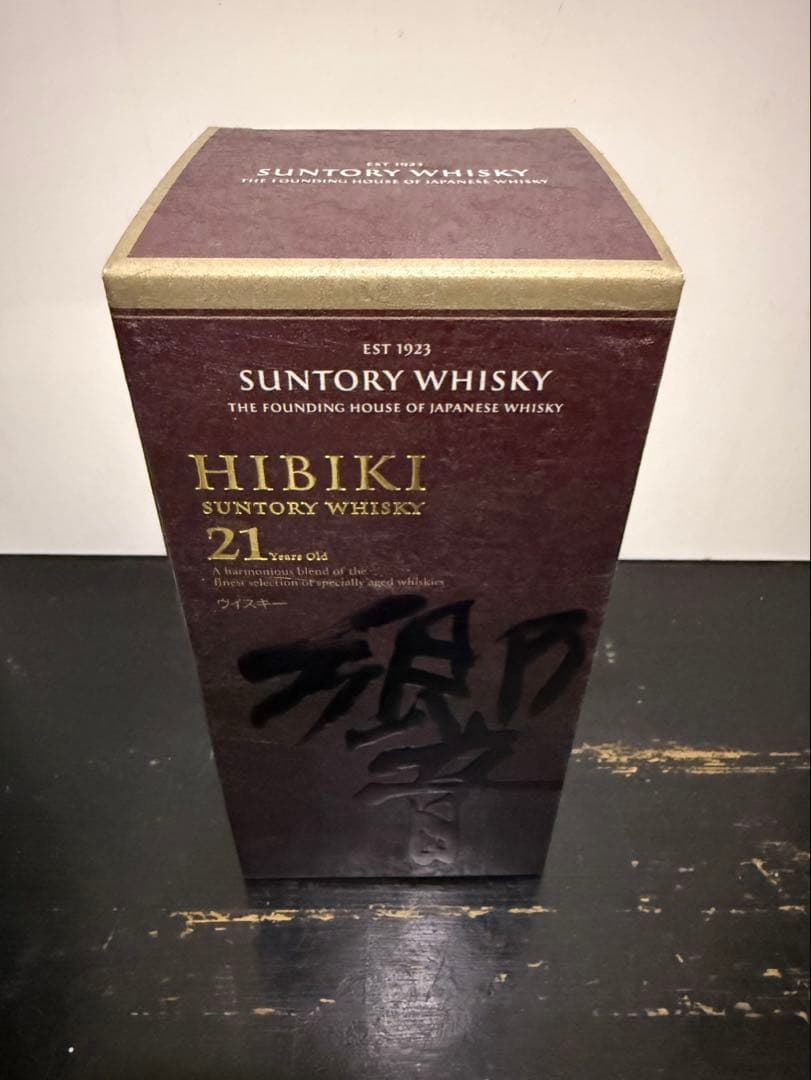 EST 1923
SUNTORY WHISKY
THE FOUNDING HOUSE OF JAPANESE WHISKY
EST 1923
SUNTORY WHISKY
THE FOUNDING HOUSE OF JAPANESE WHISKY
HIBIKI
SUNTORY WHISKY
21 Years Old
A harmonious blend of the
finest selection of specially aged whiskies
ウイスキー
響